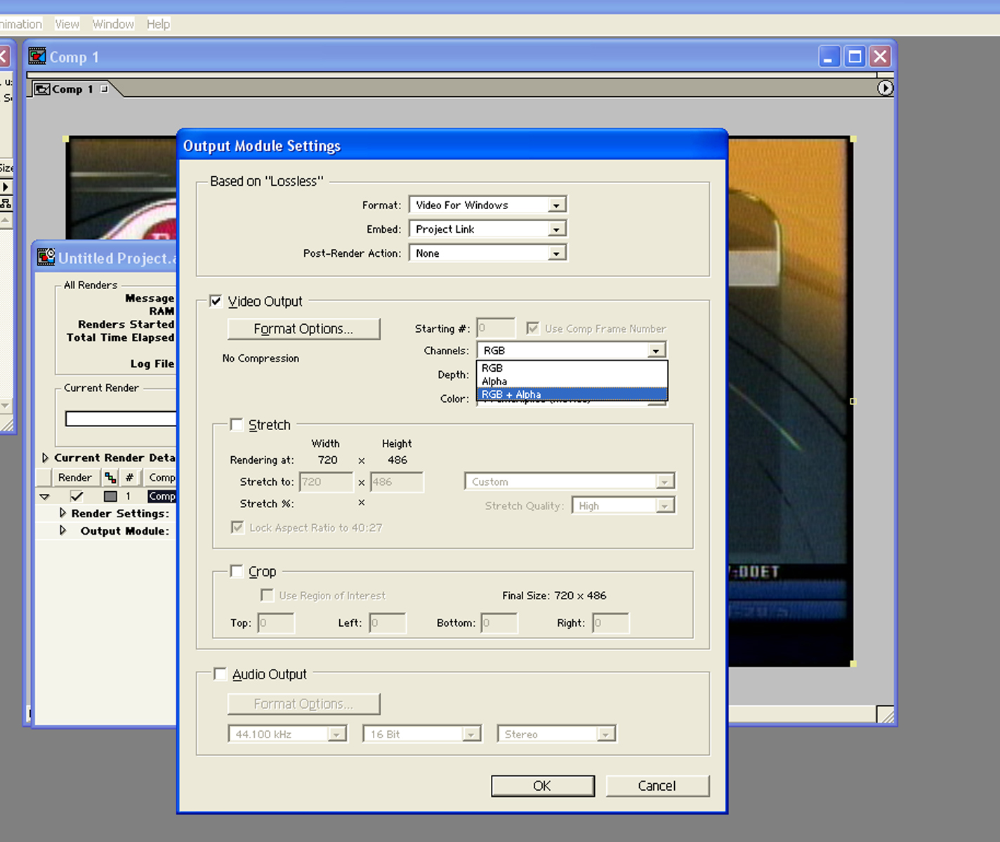 nimation View Window Help
Comp 1
Comp 1
Output Module Settings
Based on "Lossless"
Format: Video For Windows
Embed: Project Link
Post-Render Action: None
Size
Untitled Project.a
All Renders
Message
RAM
Renders Started
Total Time Elapsed
Log File
Current Render
Current Render Deta
Render # Comp
1 Comp
Render Settings:
Output Module:
Video Output
Format Options...
Starting #: 0 Use Comp Frame Number
No Compression
Channels: RGB
RGB
Alpha
RGB + Alpha
Depth:
Color:
Stretch
Width Height
Rendering at: 720 x 486
Stretch to: 720 x 486 Custom
Stretch %: x Stretch Quality: High
Lock Aspect Ratio to 40:27
Crop
Use Region of Interest Final Size: 720 x 486
Top: 0 Left: 0 Bottom: 0 Right: 0
Audio Output
Format Options...
44.100 kHz 16 Bit Stereo
OK Cancel